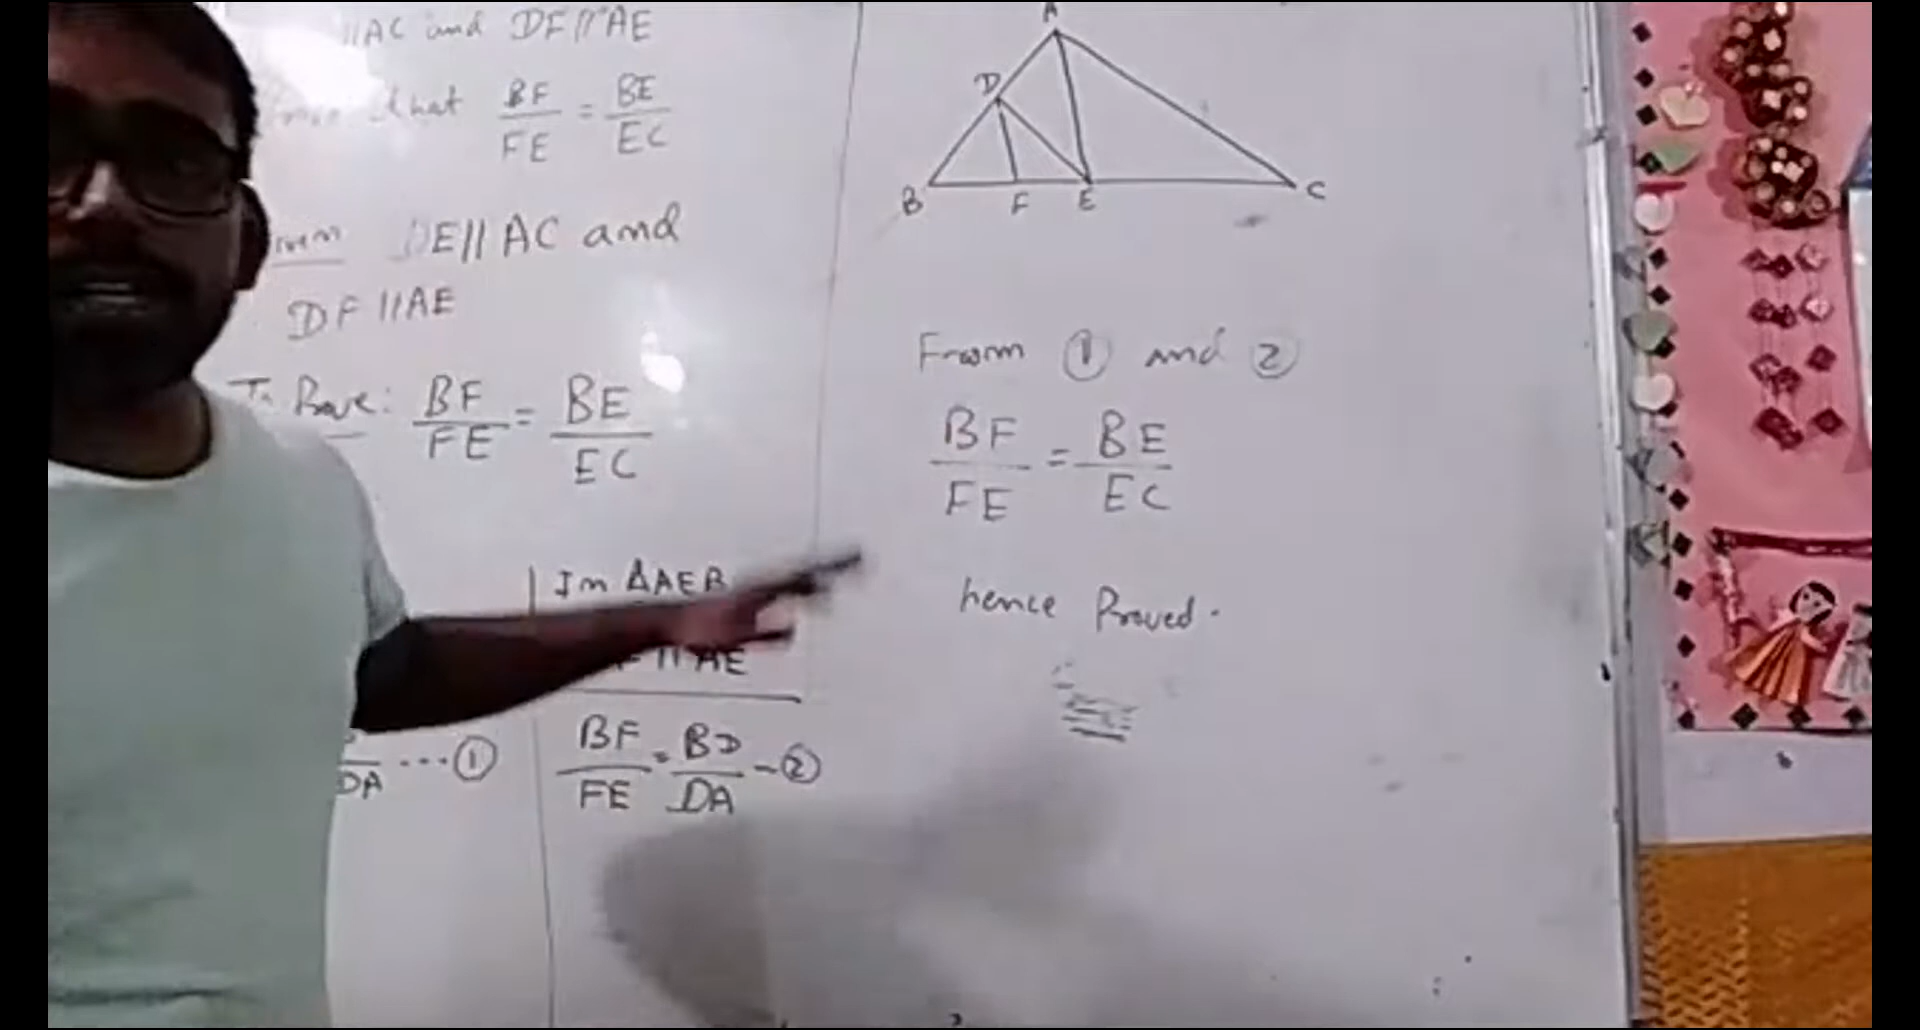 ||AC and DF||AE
that BF/FE = BE/EC
DE||AC and
DF||AE
To Prove: BF/FE = BE/EC
DA ...①
In ΔAEB
|| AE
BF/FE = BD/DA -②
A
D
B F E C
From ① and ②
BF/FE = BE/EC
hence Proved.